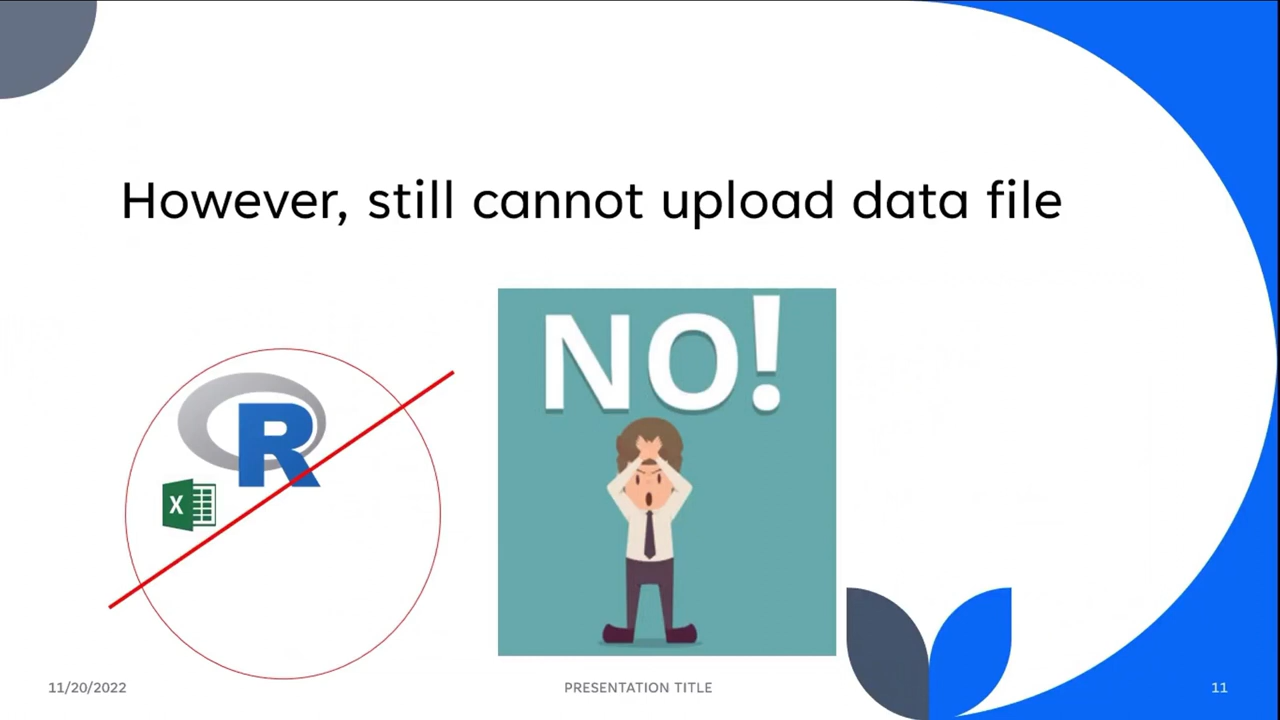 However, still cannot upload data file
NO!
R
X
11/20/2022
PRESENTATION TITLE
11